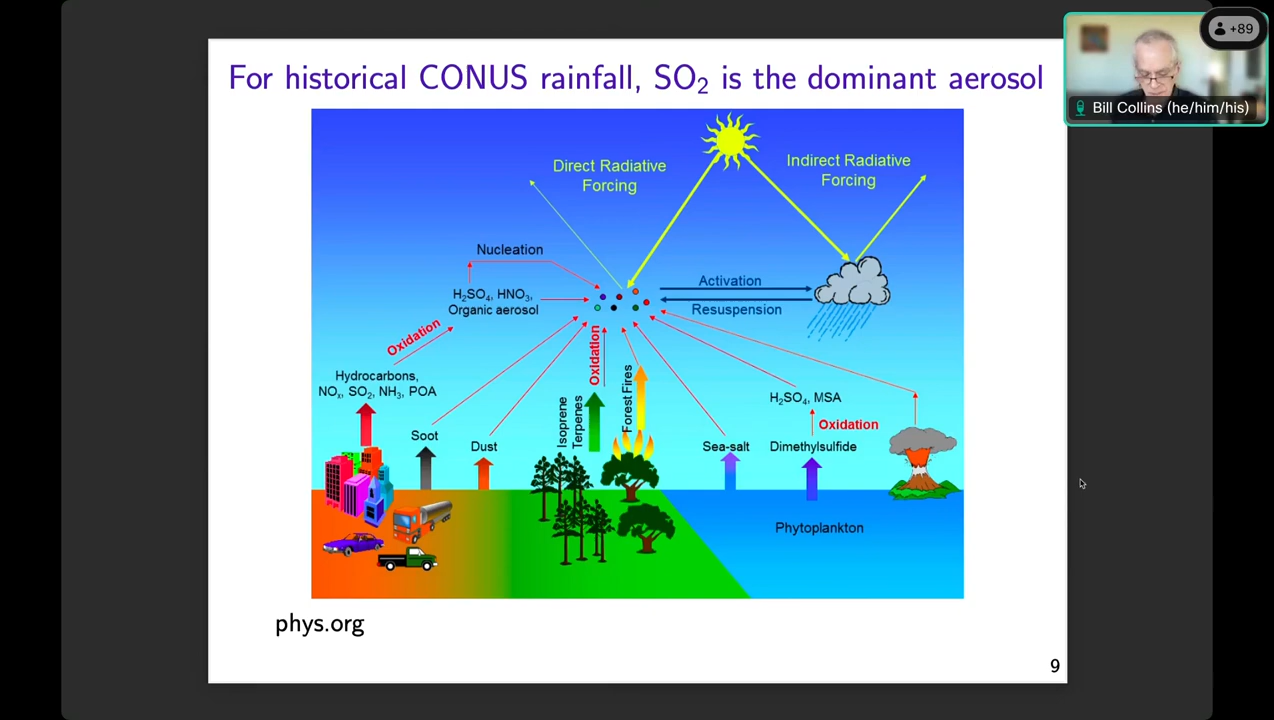 +89
Bill Collins (he/him/his)
For historical CONUS rainfall, SO₂ is the dominant aerosol
Direct Radiative
Forcing
Indirect Radiative
Forcing
Nucleation
H₂SO₄, HNO₃,
Organic aerosol
Activation
Resuspension
Oxidation
Hydrocarbons,
NOₓ, SO₂, NH₃, POA
Soot
Dust
Oxidation
Isoprene
Terpenes
Forest Fires
Sea-salt
H₂SO₄, MSA
Oxidation
Dimethylsulfide
Phytoplankton
phys.org
9